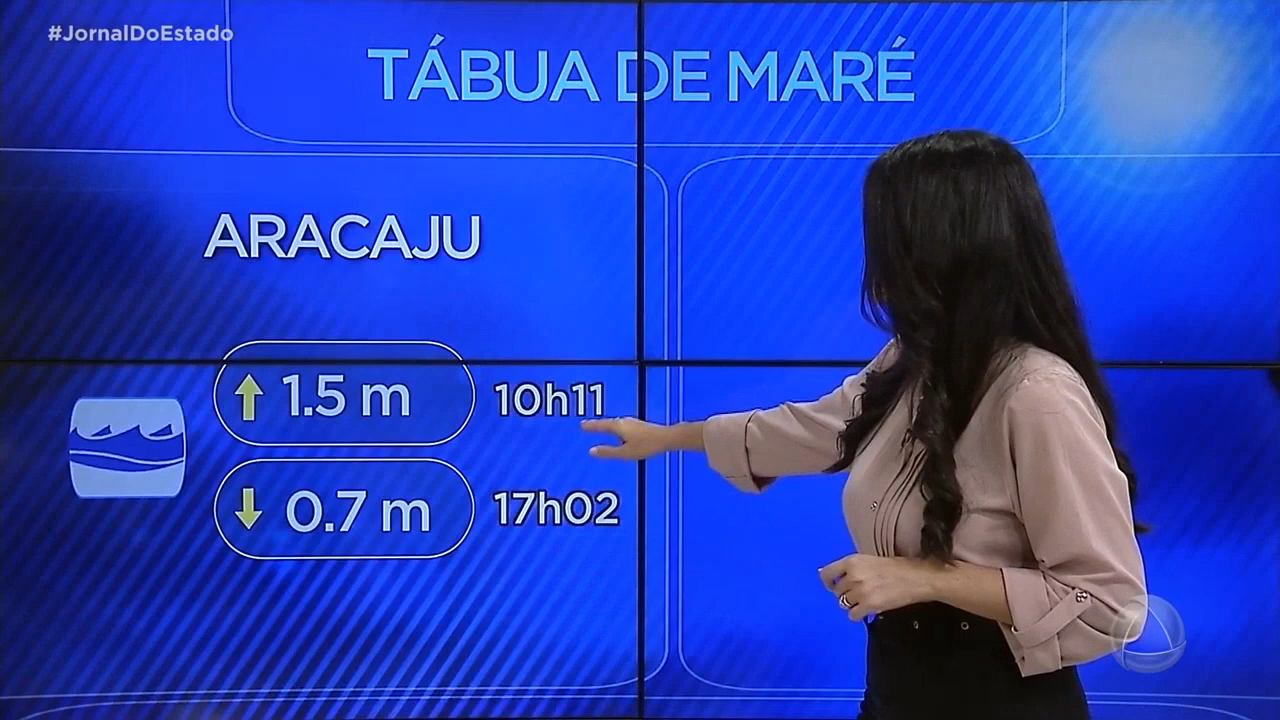 #JornalDoEstado
TÁBUA DE MARÉ
ARACAJU
1.5 m 10h11
0.7 m 17h02